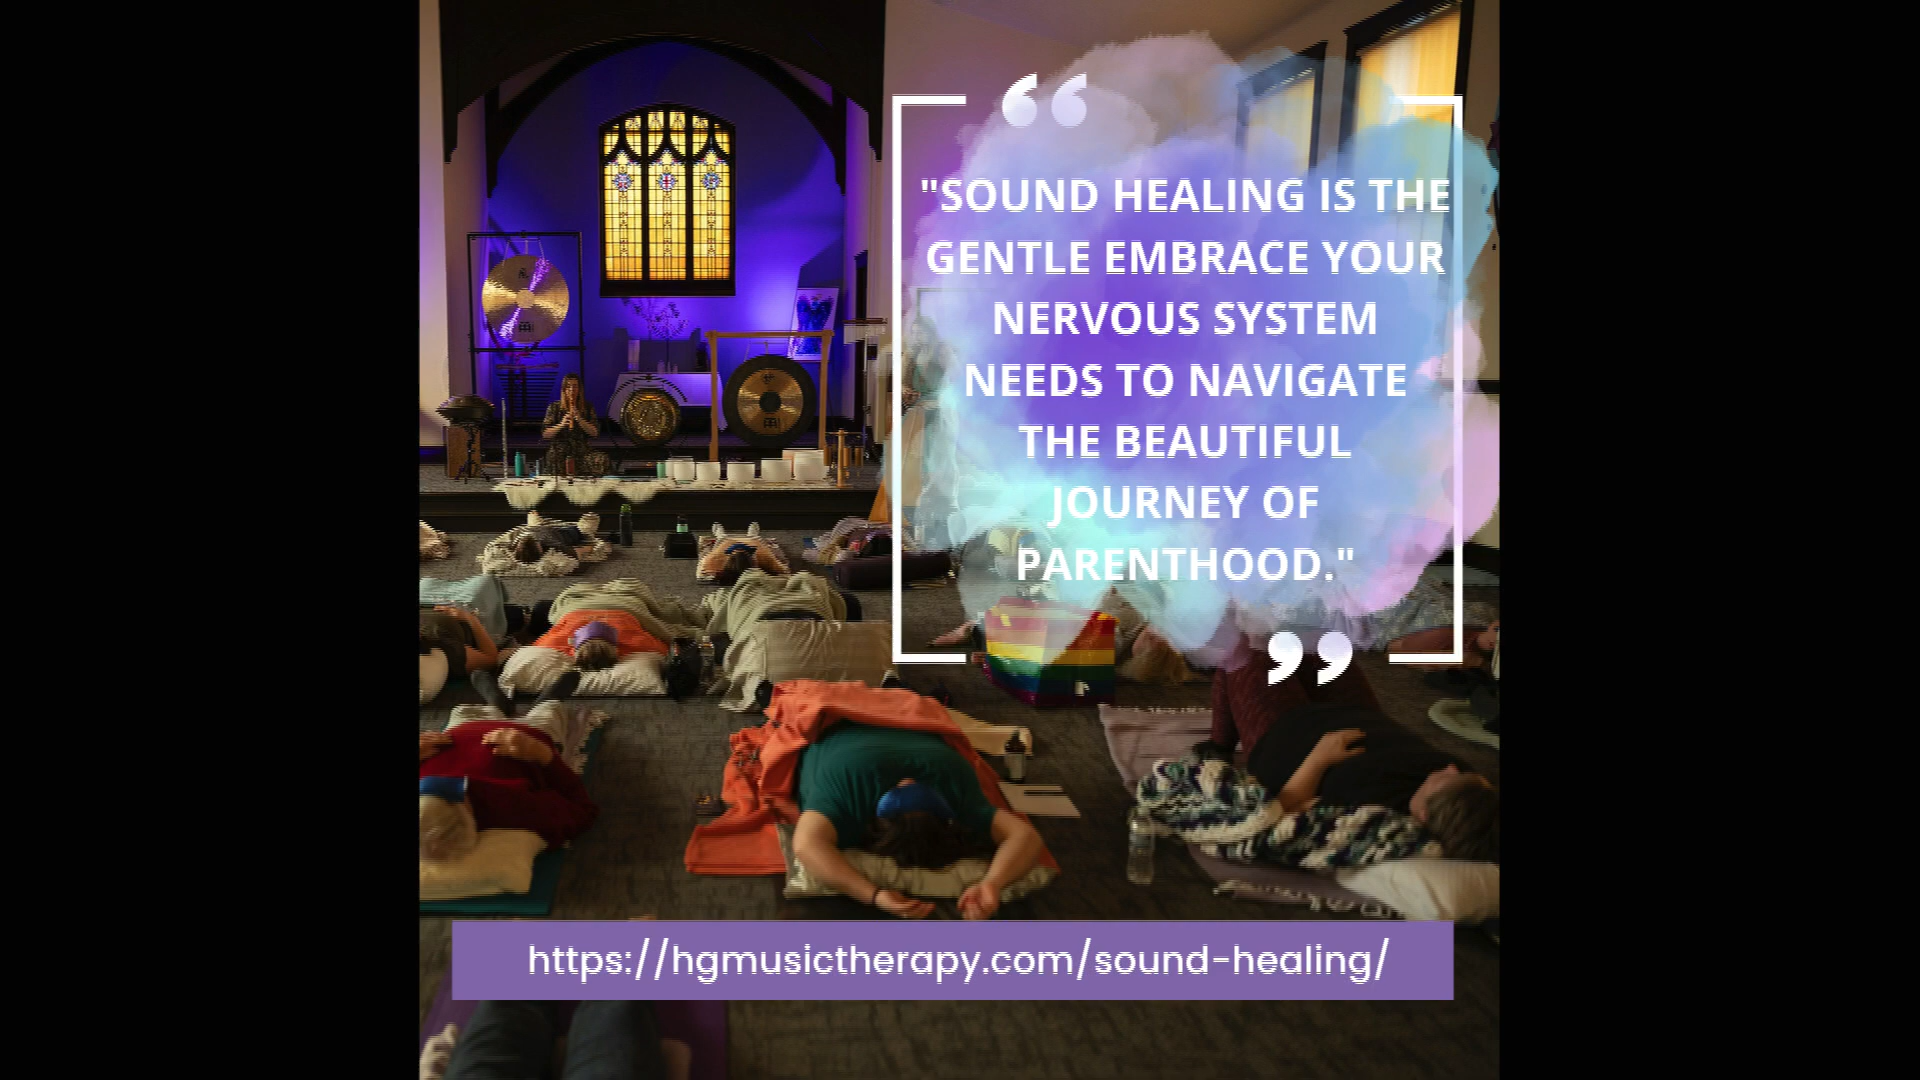 "SOUND HEALING IS THE
GENTLE EMBRACE YOUR
NERVOUS SYSTEM
NEEDS TO NAVIGATE
THE BEAUTIFUL
JOURNEY OF
PARENTHOOD."
https://hgmusictherapy.com/sound-healing/